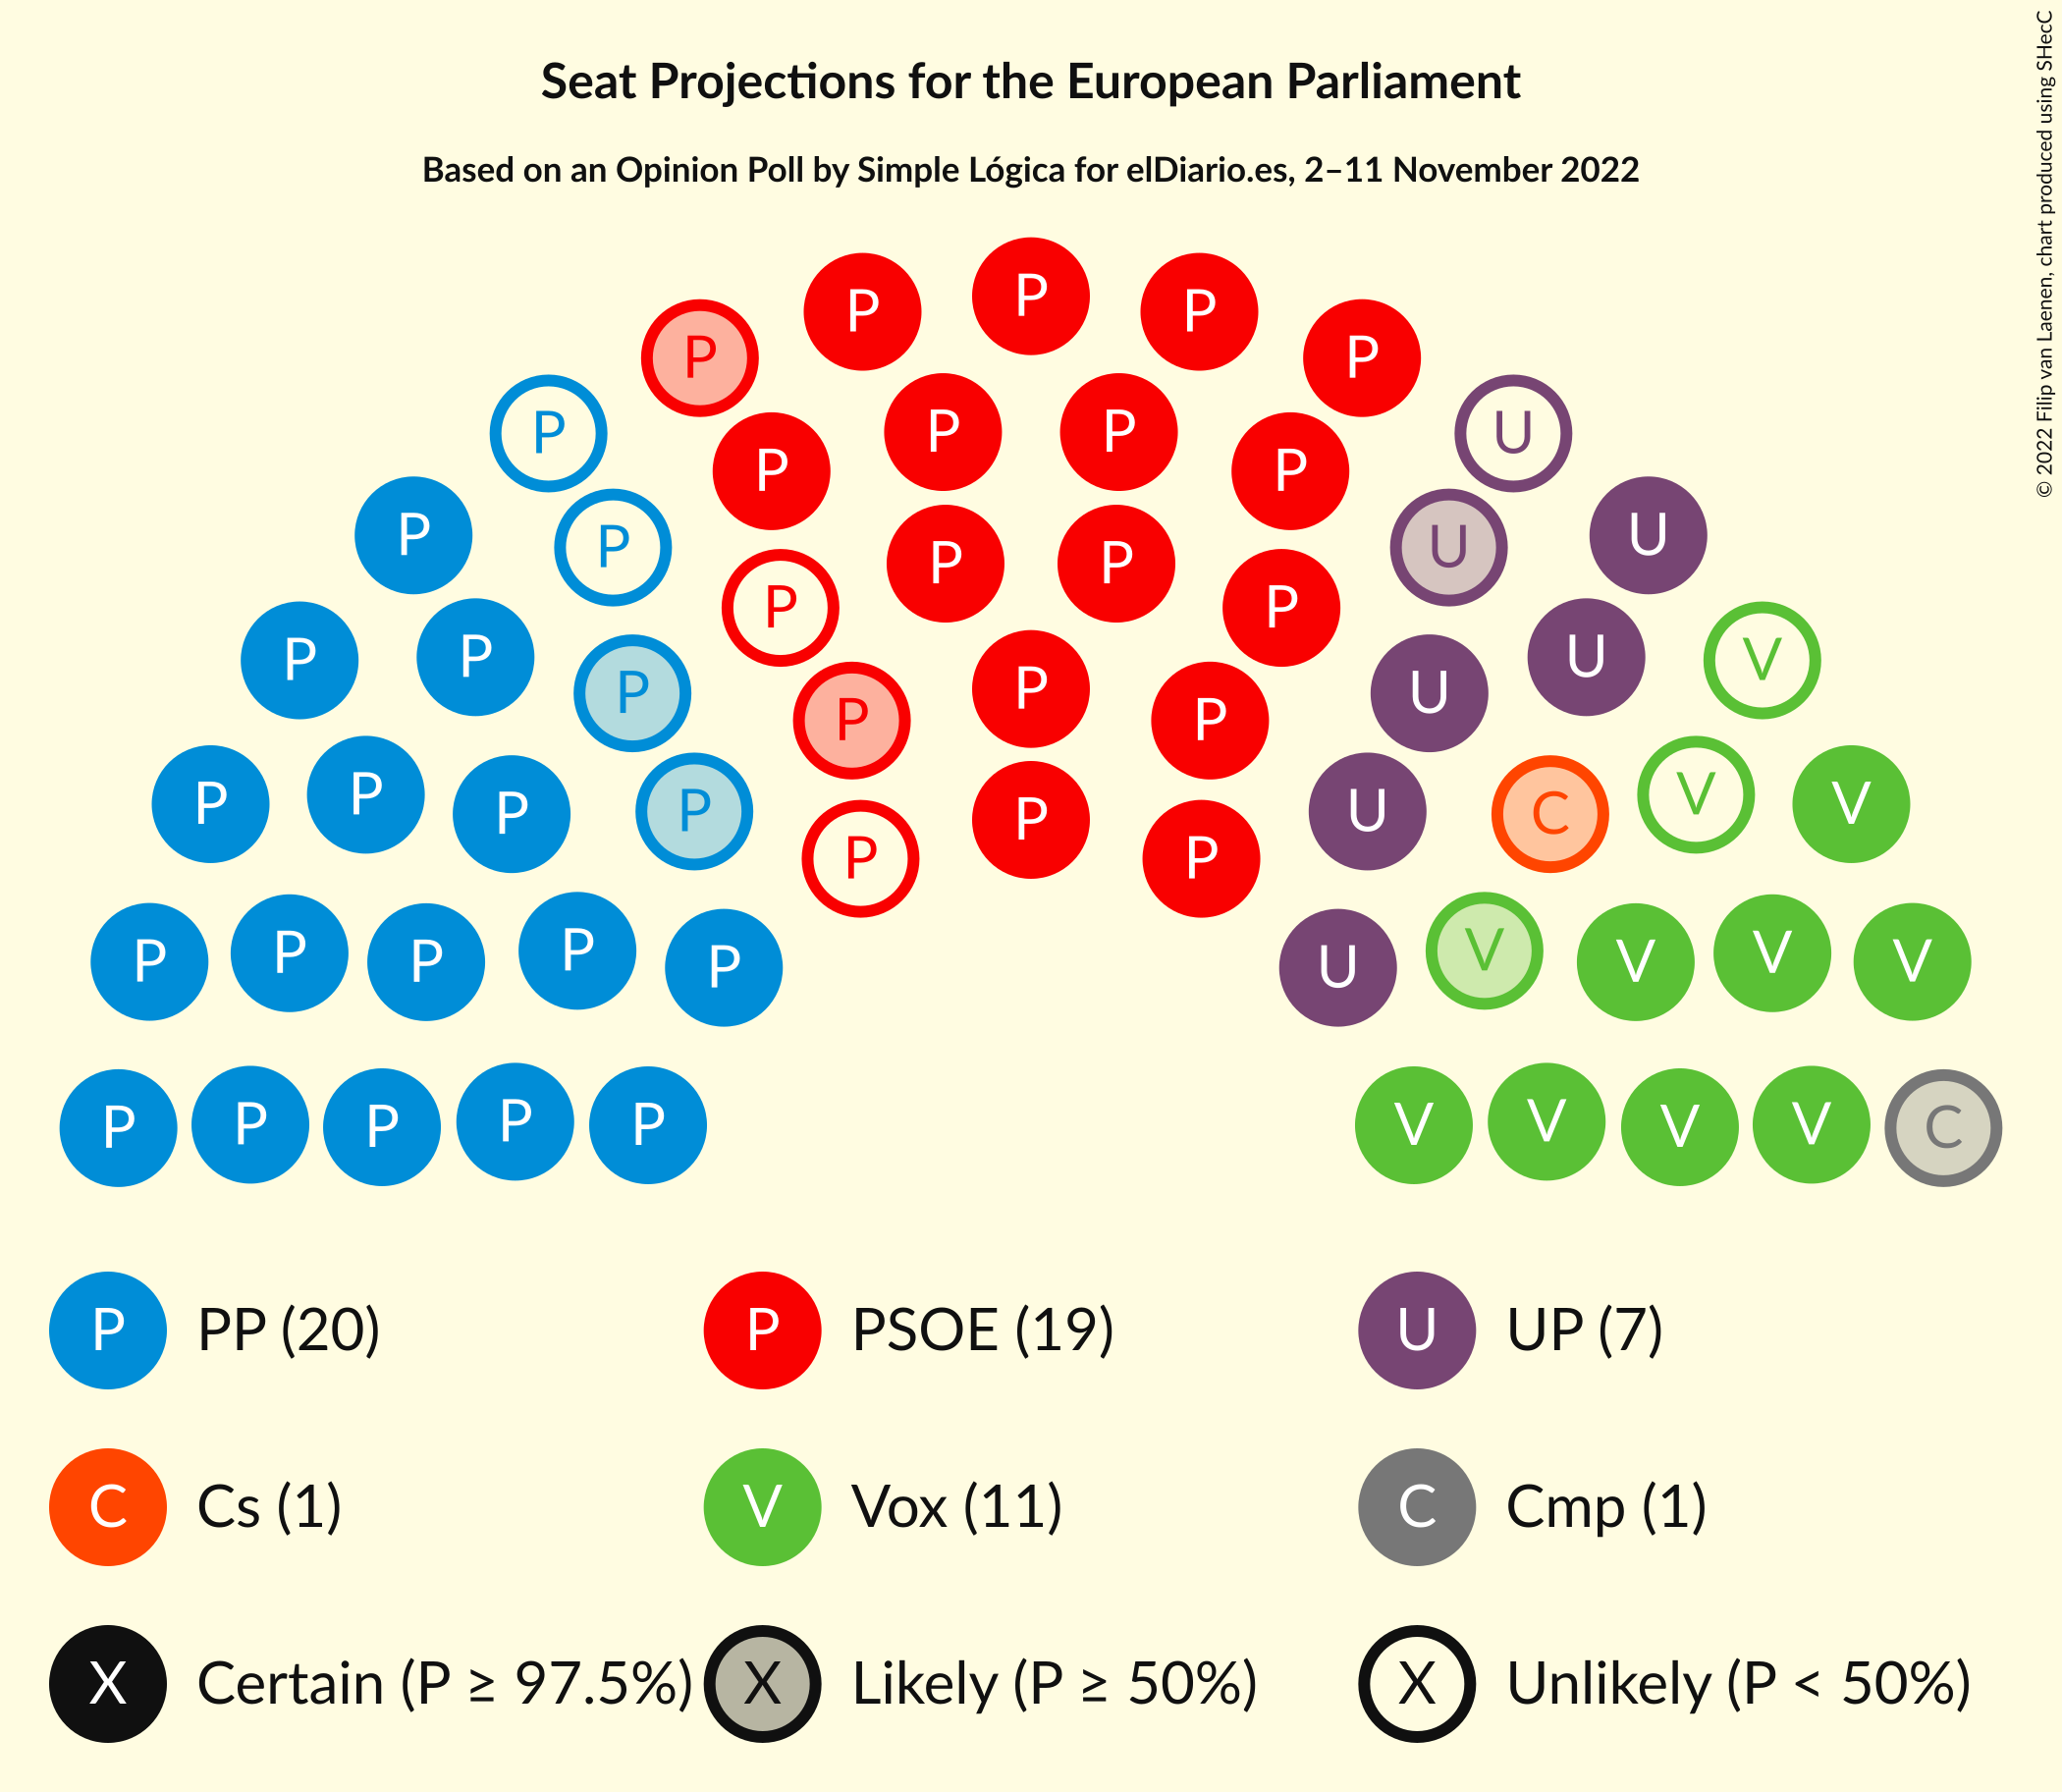 Seat Projections for the European Parliament
Based on an Opinion Poll by Simple Lógica for elDiario.es, 2–11 November 2022
© 2022 Filip van Laenen, chart produced using SHecC
P P P P P
P P
P P P P
P P
P P P P
P U
P U
P P P
P U
P U
P P P
P U
P U
P V
P P P
P U
P C
P V
P V
P P P
P U
P V
P V
P V
P V
P V
P V
P V
P V
P C
P PP (20)
P PSOE (19)
U UP (7)
C Cs (1)
V Vox (11)
C Cmp (1)
X Certain (P ≥ 97.5%)
X Likely (P ≥ 50%)
X Unlikely (P < 50%)